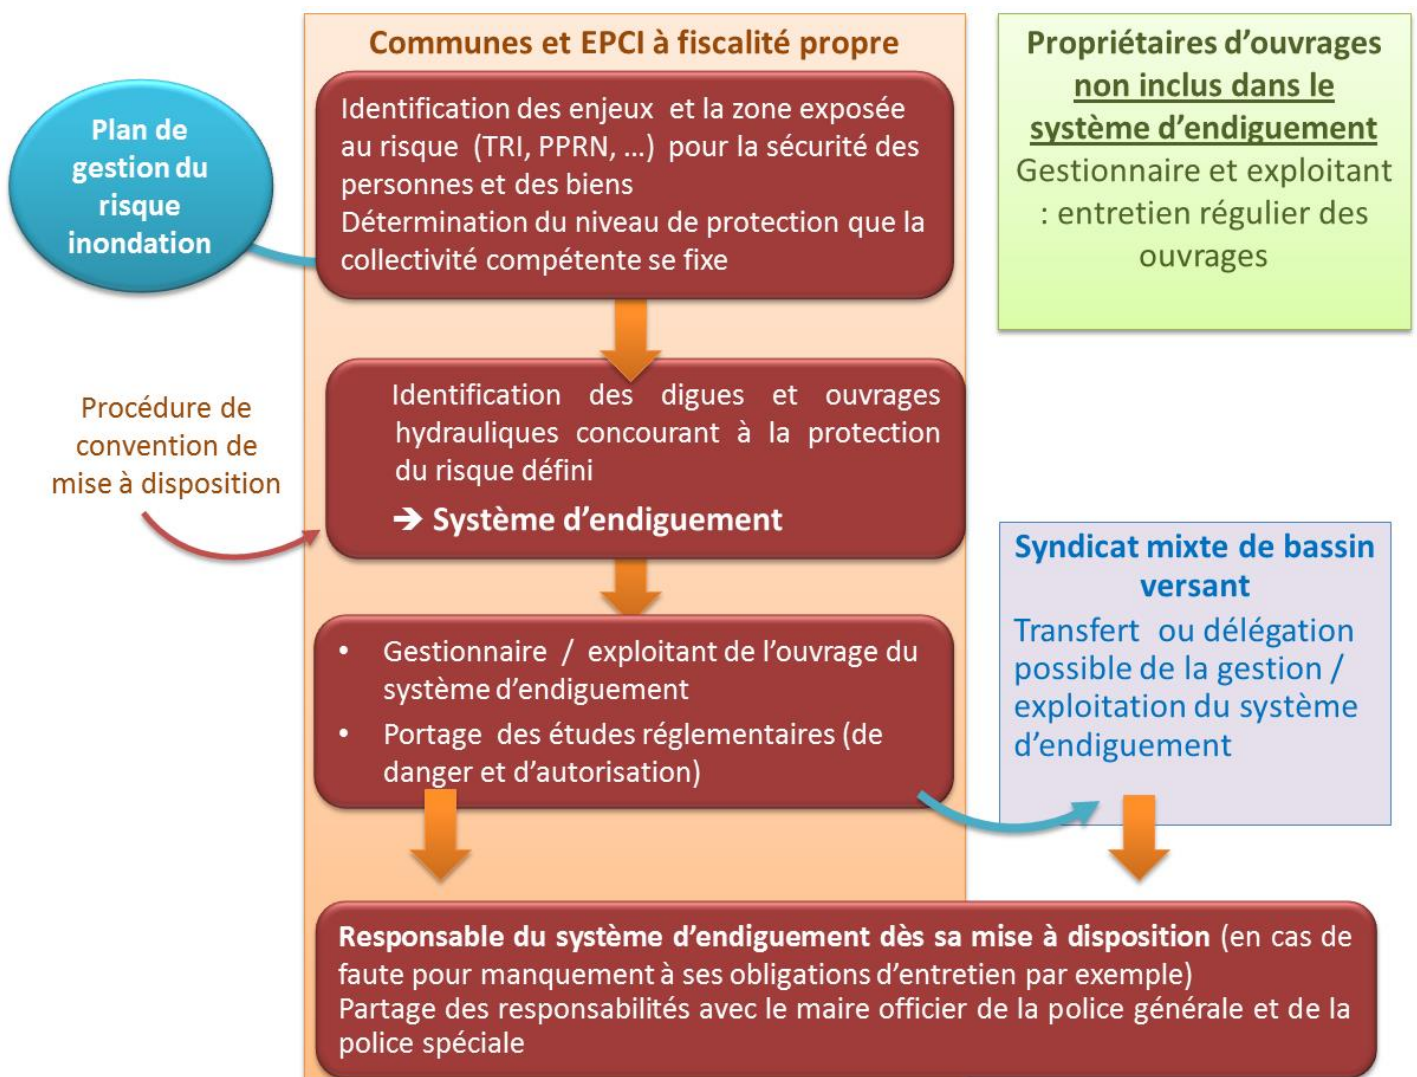 Communes et EPCI à fiscalité propre
Plan de
gestion du
risque
inondation
Identification des enjeux et la zone exposée
au risque (TRI, PPRN, …) pour la sécurité des
personnes et des biens
Détermination du niveau de protection que la
collectivité compétente se fixe
Propriétaires d’ouvrages
non inclus dans le
système d’endiguement
Gestionnaire et exploitant
: entretien régulier des
ouvrages
Procédure de
convention de
mise à disposition
Identification des digues et ouvrages
hydrauliques concourant à la protection
du risque défini
➔ Système d’endiguement
• Gestionnaire / exploitant de l’ouvrage du
système d’endiguement
• Portage des études réglementaires (de
danger et d’autorisation)
Syndicat mixte de bassin
versant
Transfert ou délégation
possible de la gestion /
exploitation du système
d’endiguement
Responsable du système d’endiguement dès sa mise à disposition (en cas de
faute pour manquement à ses obligations d’entretien par exemple)
Partage des responsabilités avec le maire officier de la police générale et de la
police spéciale